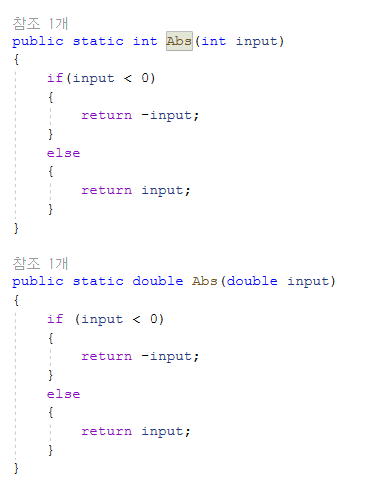 참조 1개
public static int Abs(int input)
{
    if(input < 0)
    {
        return -input;
    }
    else
    {
        return input;
    }
}
참조 1개
public static double Abs(double input)
{
    if (input < 0)
    {
        return -input;
    }
    else
    {
        return input;
    }
}